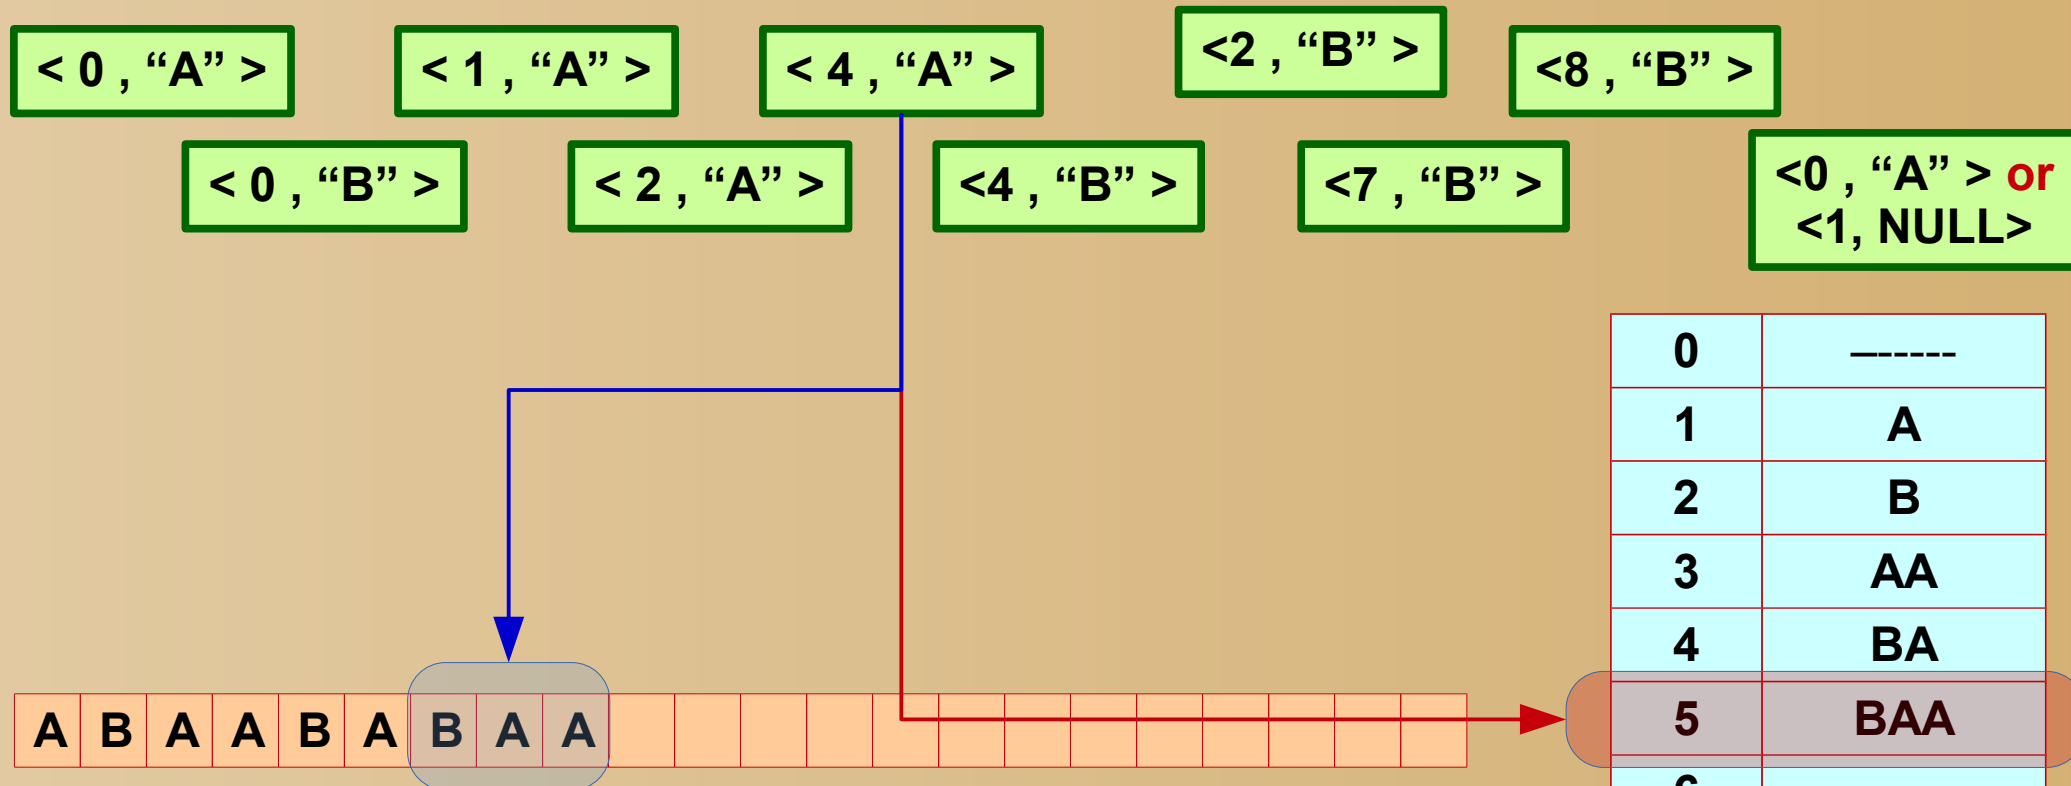 < 0 , “A” >
< 1 , “A” >
< 4 , “A” >
<2 , “B” >
<8 , “B” >
< 0 , “B” >
< 2 , “A” >
<4 , “B” >
<7 , “B” >
<0 , “A” > or
<1, NULL>
0 –-----
1 A
2 B
3 AA
4 BA
5 BAA
A B A A B A B A A